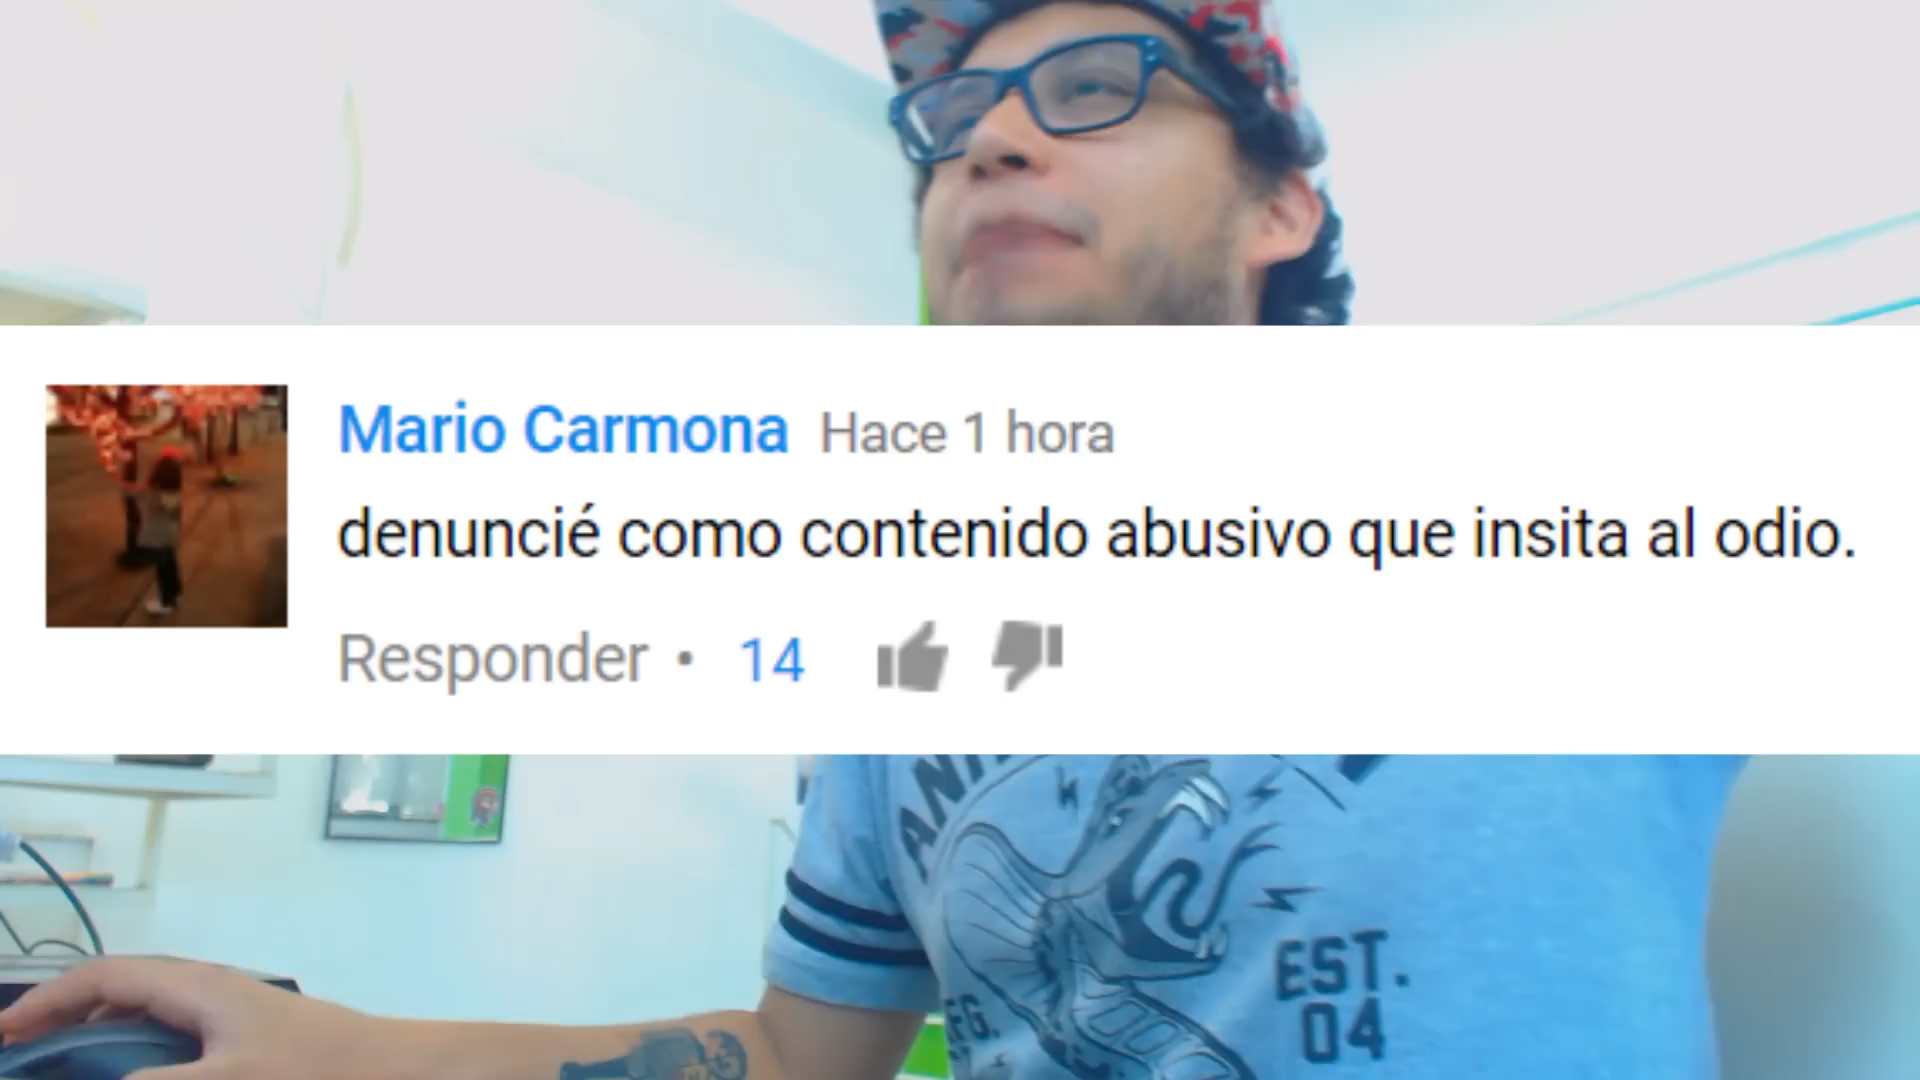 Mario Carmona Hace 1 hora
denuncié como contenido abusivo que insita al odio.
Responder • 14
EST.
04